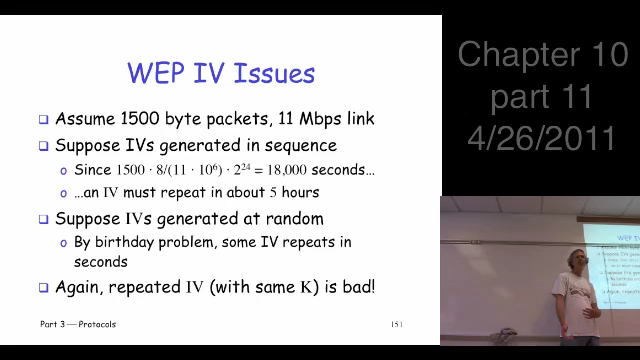 WEP IV Issues
Assume 1500 byte packets, 11 Mbps link
Suppose IVs generated in sequence
Since 1500 · 8/(11 · 10⁶) · 2²⁴ = 18,000 seconds…
…an IV must repeat in about 5 hours
Suppose IVs generated at random
By birthday problem, some IV repeats in
seconds
Again, repeated IV (with same K) is bad!
Part 3 — Protocols
151
Chapter 10
part 11
4/26/2011
WEP IV